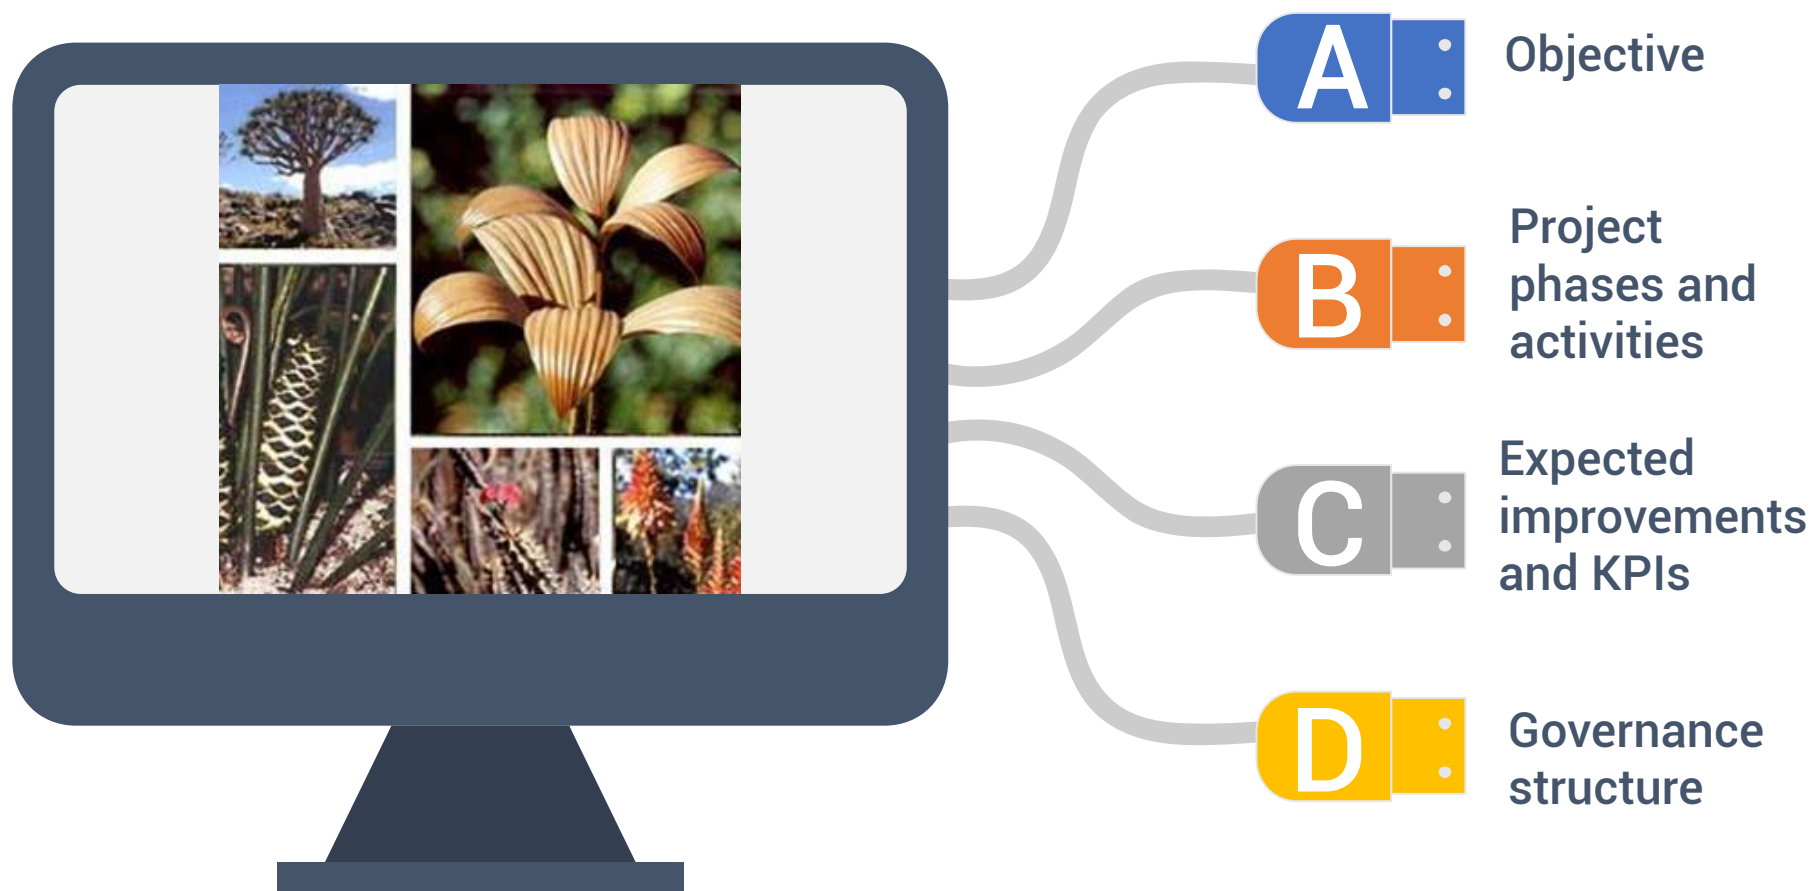 A
Objective
B
Project
phases and
activities
C
Expected
improvements
and KPIs
D
Governance
structure